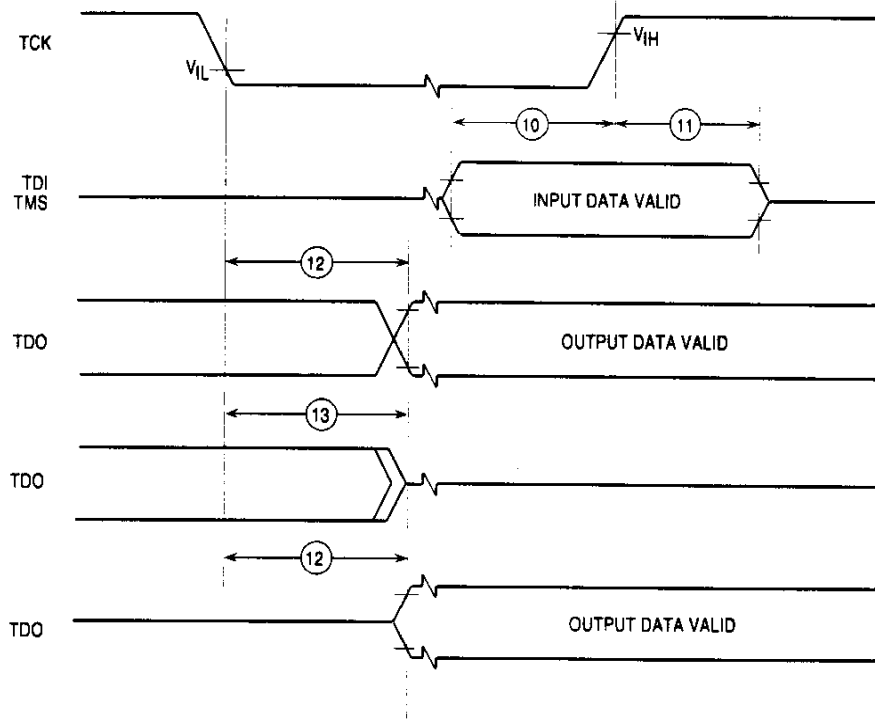 TCK
VIL
VIH
10
11
TDI
TMS
INPUT DATA VALID
12
TDO
OUTPUT DATA VALID
13
TDO
12
TDO
OUTPUT DATA VALID